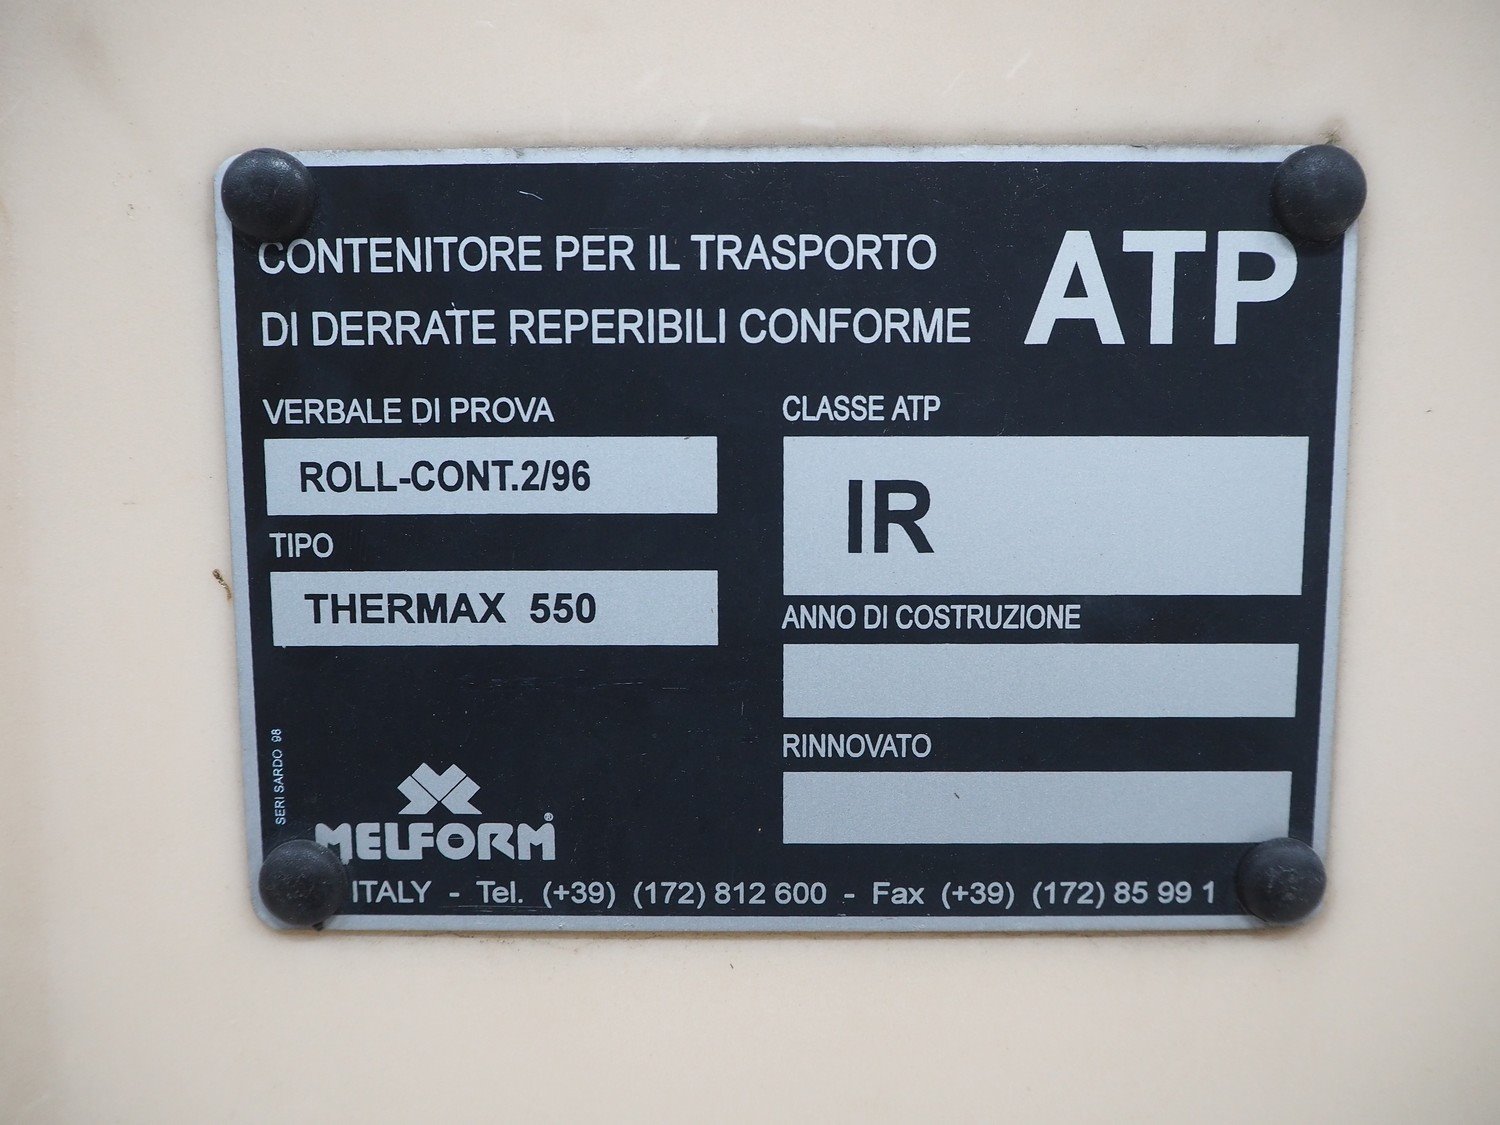 CONTENITORE PER IL TRASPORTO
DI DERRATE REPERIBILI CONFORME
ATP
VERBALE DI PROVA
ROLL-CONT.2/96
TIPO
THERMAX 550
CLASSE ATP
IR
ANNO DI COSTRUZIONE
RINNOVATO
SERI SARDO 98
MELFORM®
ITALY - Tel. (+39) (172) 812 600 - Fax (+39) (172) 85 99 1